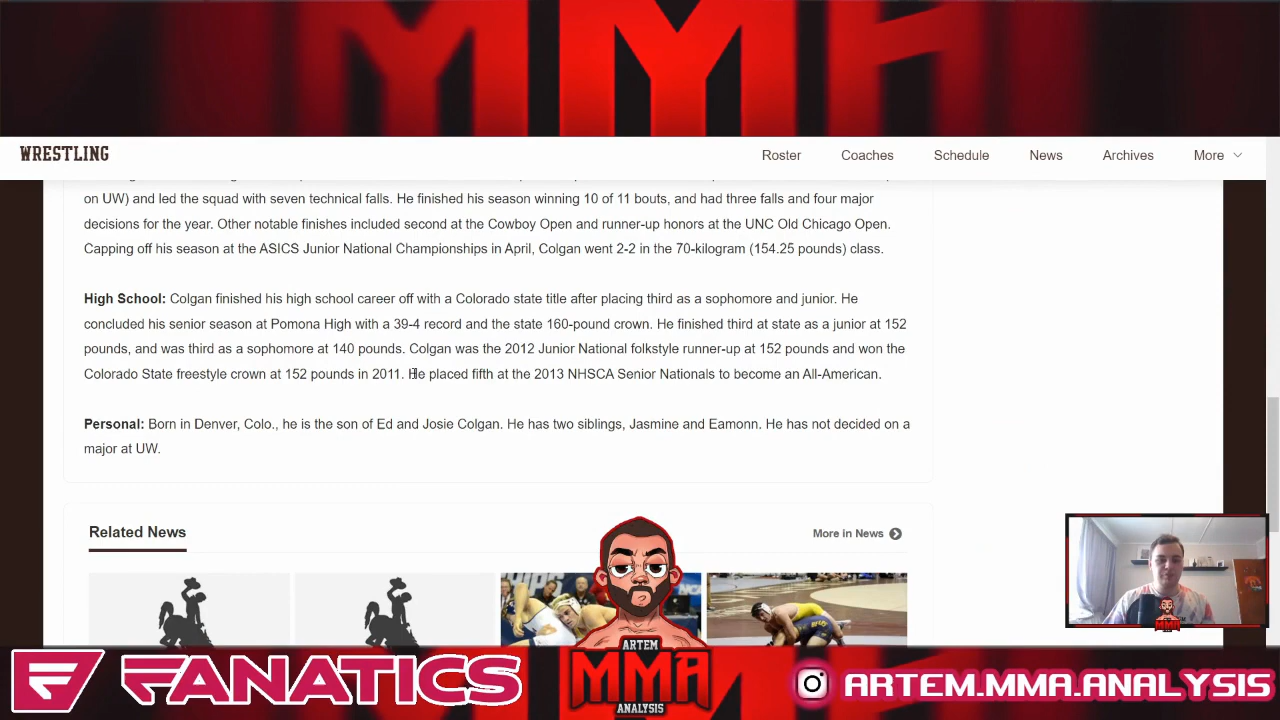 MMA
WRESTLING
Roster
Coaches
Schedule
News
Archives
More
on UW) and led the squad with seven technical falls. He finished his season winning 10 of 11 bouts, and had three falls and four major
decisions for the year. Other notable finishes included second at the Cowboy Open and runner-up honors at the UNC Old Chicago Open.
Capping off his season at the ASICS Junior National Championships in April, Colgan went 2-2 in the 70-kilogram (154.25 pounds) class.
High School: Colgan finished his high school career off with a Colorado state title after placing third as a sophomore and junior. He
concluded his senior season at Pomona High with a 39-4 record and the state 160-pound crown. He finished third at state as a junior at 152
pounds, and was third as a sophomore at 140 pounds. Colgan was the 2012 Junior National folkstyle runner-up at 152 pounds and won the
Colorado State freestyle crown at 152 pounds in 2011. He placed fifth at the 2013 NHSCA Senior Nationals to become an All-American.
Personal: Born in Denver, Colo., he is the son of Ed and Josie Colgan. He has two siblings, Jasmine and Eamonn. He has not decided on a
major at UW.
Related News
More in News
FANATICS
ARTEM
MMA
ANALYSIS
ARTEM.MMA.ANALYSIS
MMA